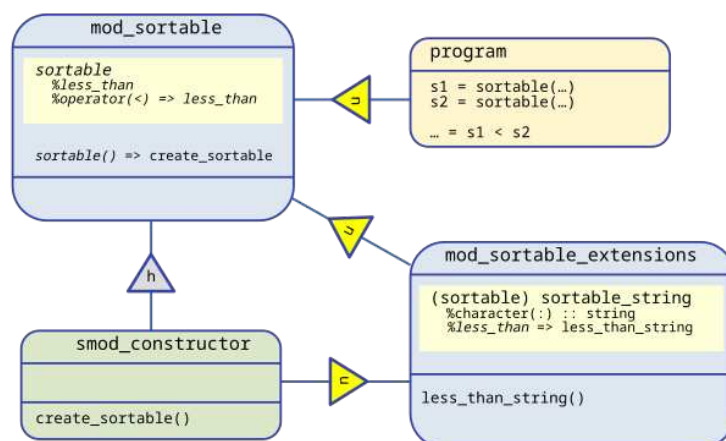 mod_sortable
sortable
%less_than
%operator(<) => less_than
sortable() => create_sortable
program
s1 = sortable(…)
s2 = sortable(…)
… = s1 < s2
u
u
h
mod_sortable_extensions
(sortable) sortable_string
%character(:) :: string
%less_than => less_than_string
less_than_string()
smod_constructor
create_sortable()
u